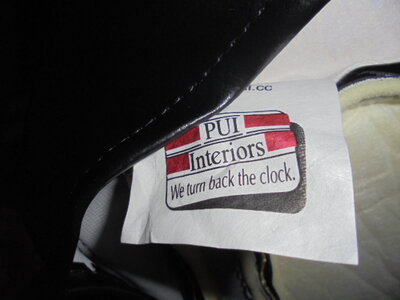 PUI
Interiors
We turn back the clock.